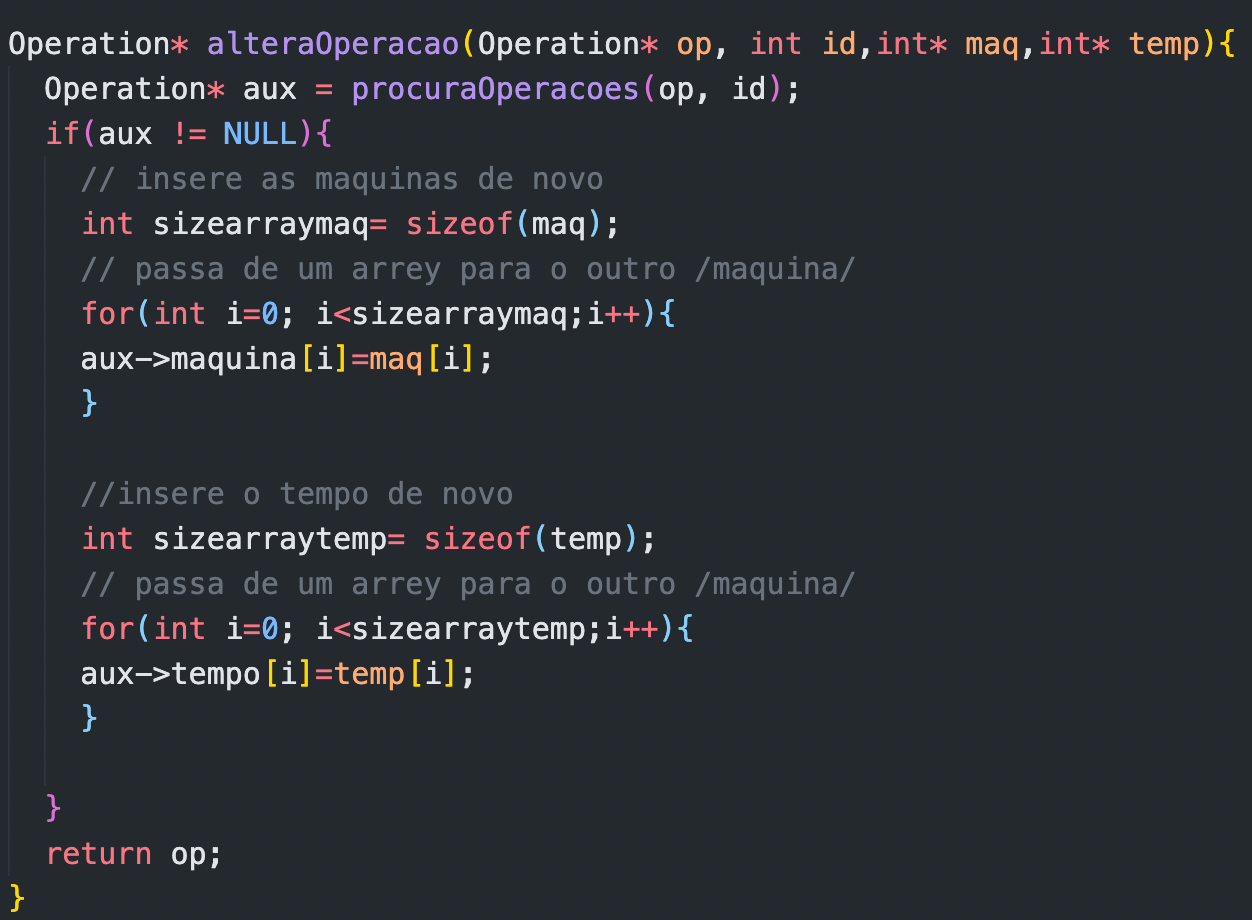 Operation* alteraOperacao(Operation* op, int id,int* maq,int* temp){
Operation* aux = procuraOperacoes(op, id);
if(aux != NULL){
// insere as maquinas de novo
int sizearraymaq= sizeof(maq);
// passa de um arrey para o outro /maquina/
for(int i=0; i<sizearraymaq;i++){
aux->maquina[i]=maq[i];
}
//insere o tempo de novo
int sizearraytemp= sizeof(temp);
// passa de um arrey para o outro /maquina/
for(int i=0; i<sizearraytemp;i++){
aux->tempo[i]=temp[i];
}
}
return op;
}